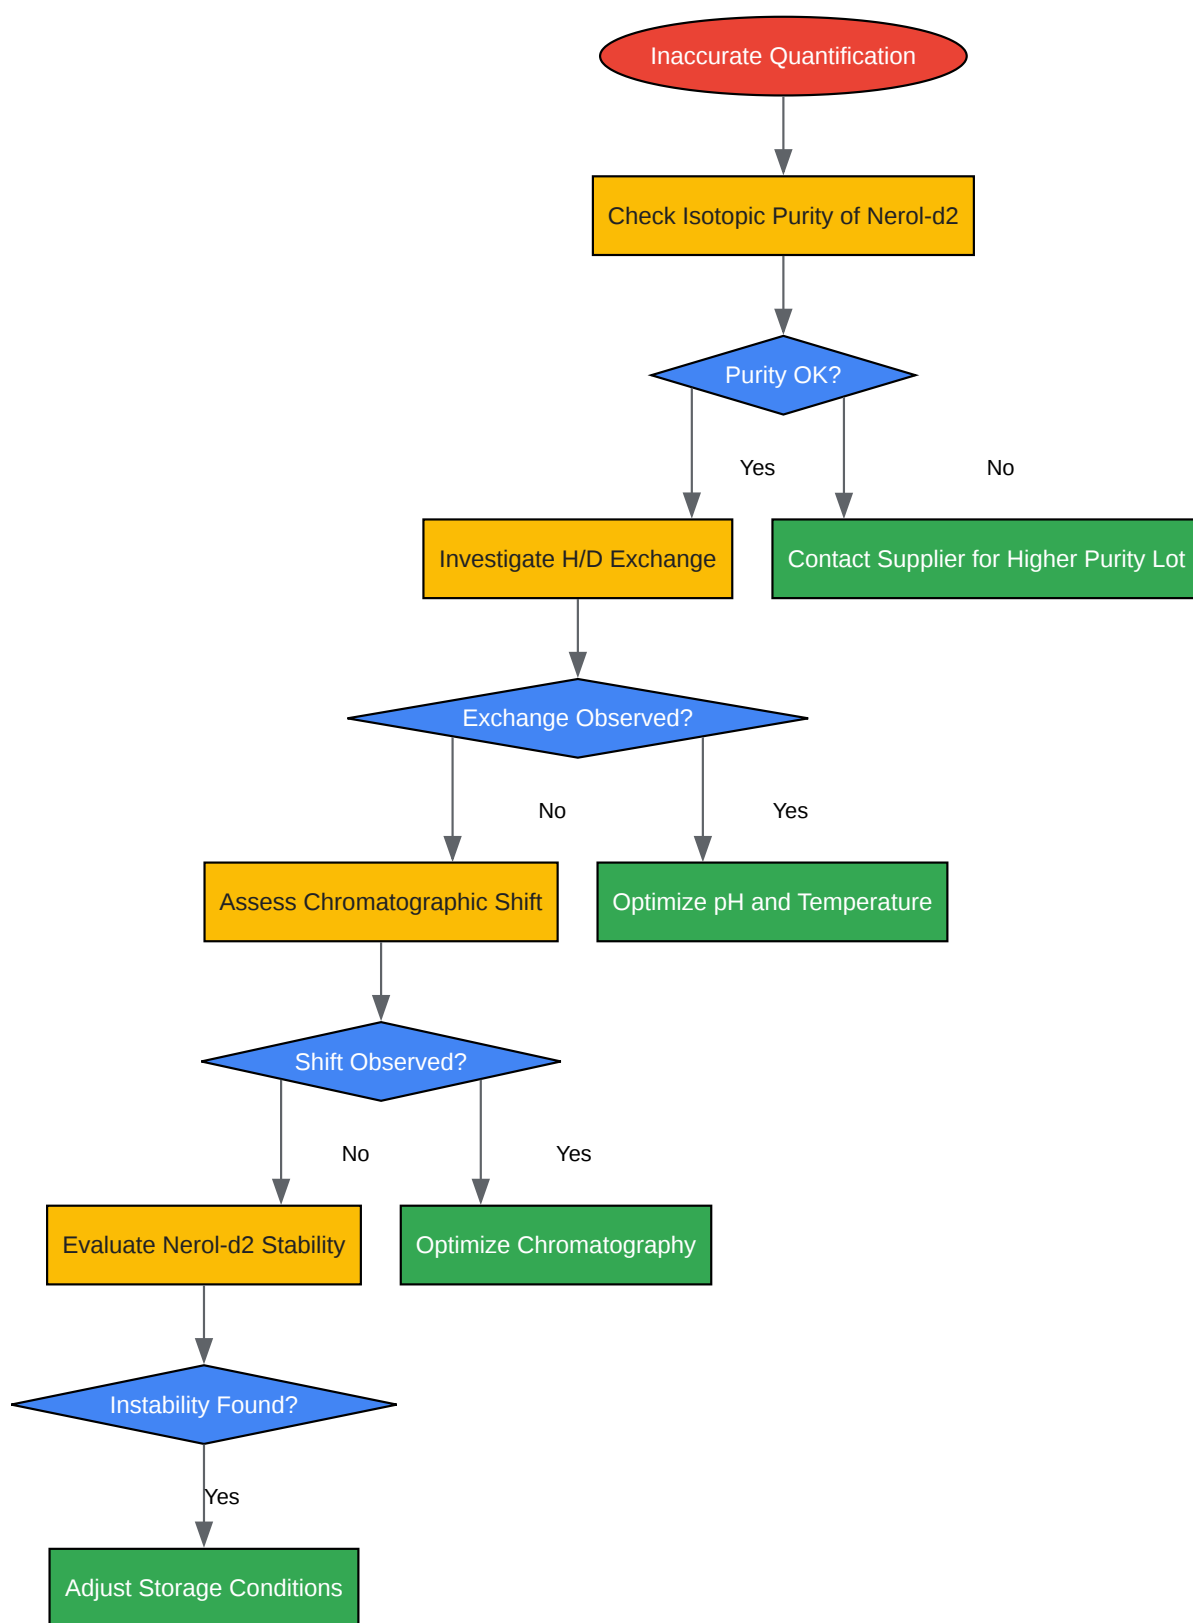 Inaccurate Quantification
Check Isotopic Purity of Nerol-d2
Purity OK?
Yes
No
Investigate H/D Exchange
Contact Supplier for Higher Purity Lot
Exchange Observed?
No
Yes
Assess Chromatographic Shift
Optimize pH and Temperature
Shift Observed?
No
Yes
Evaluate Nerol-d2 Stability
Optimize Chromatography
Instability Found?
Yes
Adjust Storage Conditions